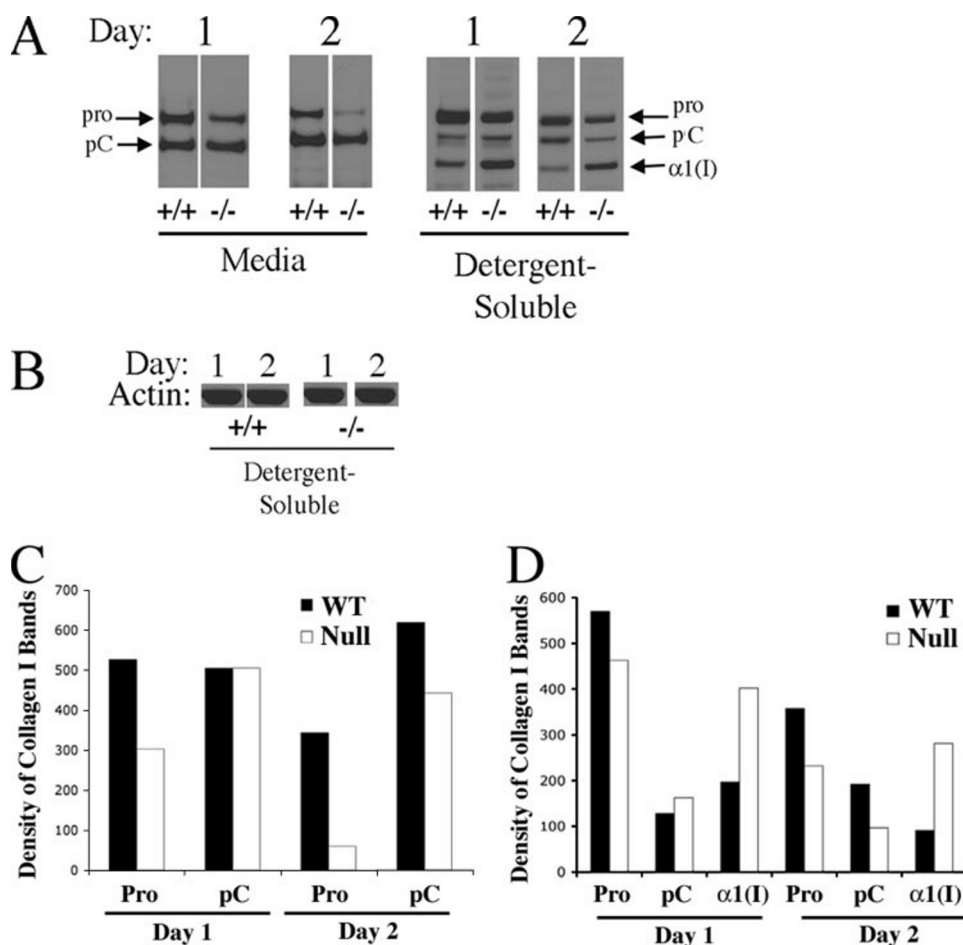 A
Day: 1 2 1 2
pro
pC
pro
pC
α1(I)
+/+ -/- +/+ -/- +/+ -/- +/+ -/-
Media
Detergent-
Soluble
B
Day: 1 2 1 2
Actin:
+/+ -/-
Detergent-
Soluble
C
Density of Collagen I Bands
700
600
500
400
300
200
100
0
WT
Null
Pro pC Pro pC
Day 1 Day 2
D
Density of Collagen I Bands
600
500
400
300
200
100
0
WT
Null
Pro pC α1(I) Pro pC α1(I)
Day 1 Day 2